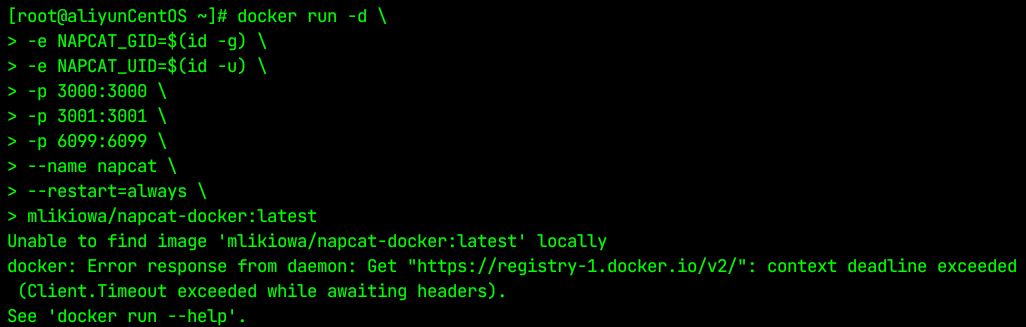 [root@aliyunCentOS ~]# docker run -d \
> -e NAPCAT_GID=$(id -g) \
> -e NAPCAT_UID=$(id -u) \
> -p 3000:3000 \
> -p 3001:3001 \
> -p 6099:6099 \
> --name napcat \
> --restart=always \
> mlikiowa/napcat-docker:latest
Unable to find image 'mlikiowa/napcat-docker:latest' locally
docker: Error response from daemon: Get "https://registry-1.docker.io/v2/": context deadline exceeded
 (Client.Timeout exceeded while awaiting headers).
See 'docker run --help'.